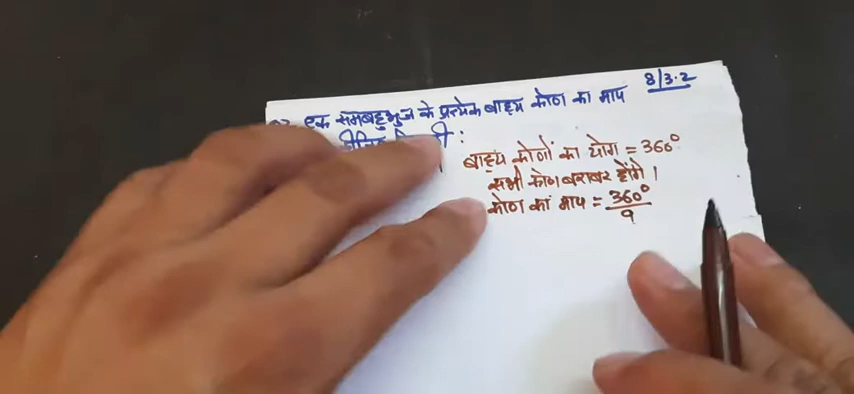 8/3.2
एक समबहुभुज के प्रत्येक बाह्य कोण का माप
बाह्य कोणों का योग = 360°
सभी कोण बराबर होंगे ।
कोण का माप = 360°/9